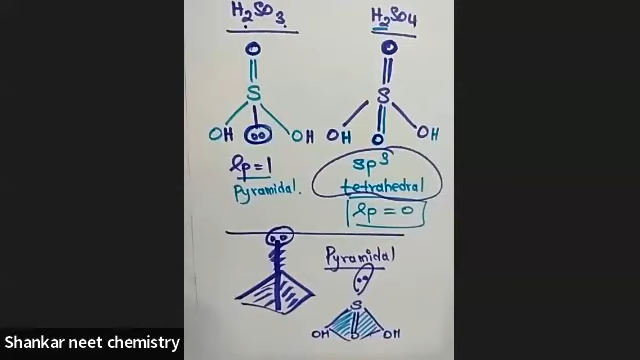 H2SO3
H2SO4
O
O
S
S
OH
OH
OH
O
OH
lp=1
Pyramidal.
sp3
tetrahedral
lp = 0
Pyramidal
S
OH
O
OH
Shankar neet chemistry